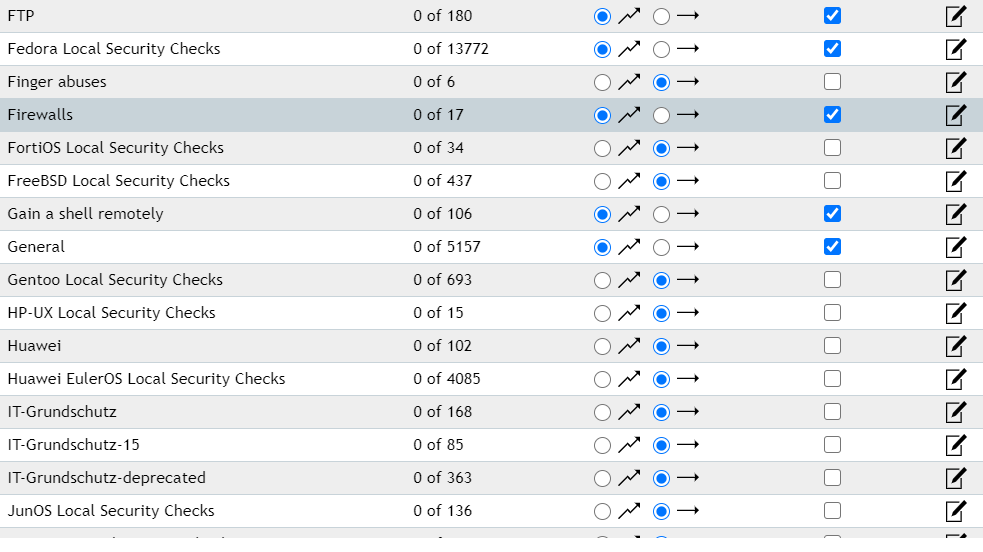 FTP 0 of 180
Fedora Local Security Checks 0 of 13772
Finger abuses 0 of 6
Firewalls 0 of 17
FortiOS Local Security Checks 0 of 34
FreeBSD Local Security Checks 0 of 437
Gain a shell remotely 0 of 106
General 0 of 5157
Gentoo Local Security Checks 0 of 693
HP-UX Local Security Checks 0 of 15
Huawei 0 of 102
Huawei EulerOS Local Security Checks 0 of 4085
IT-Grundschutz 0 of 168
IT-Grundschutz-15 0 of 85
IT-Grundschutz-deprecated 0 of 363
JunOS Local Security Checks 0 of 136